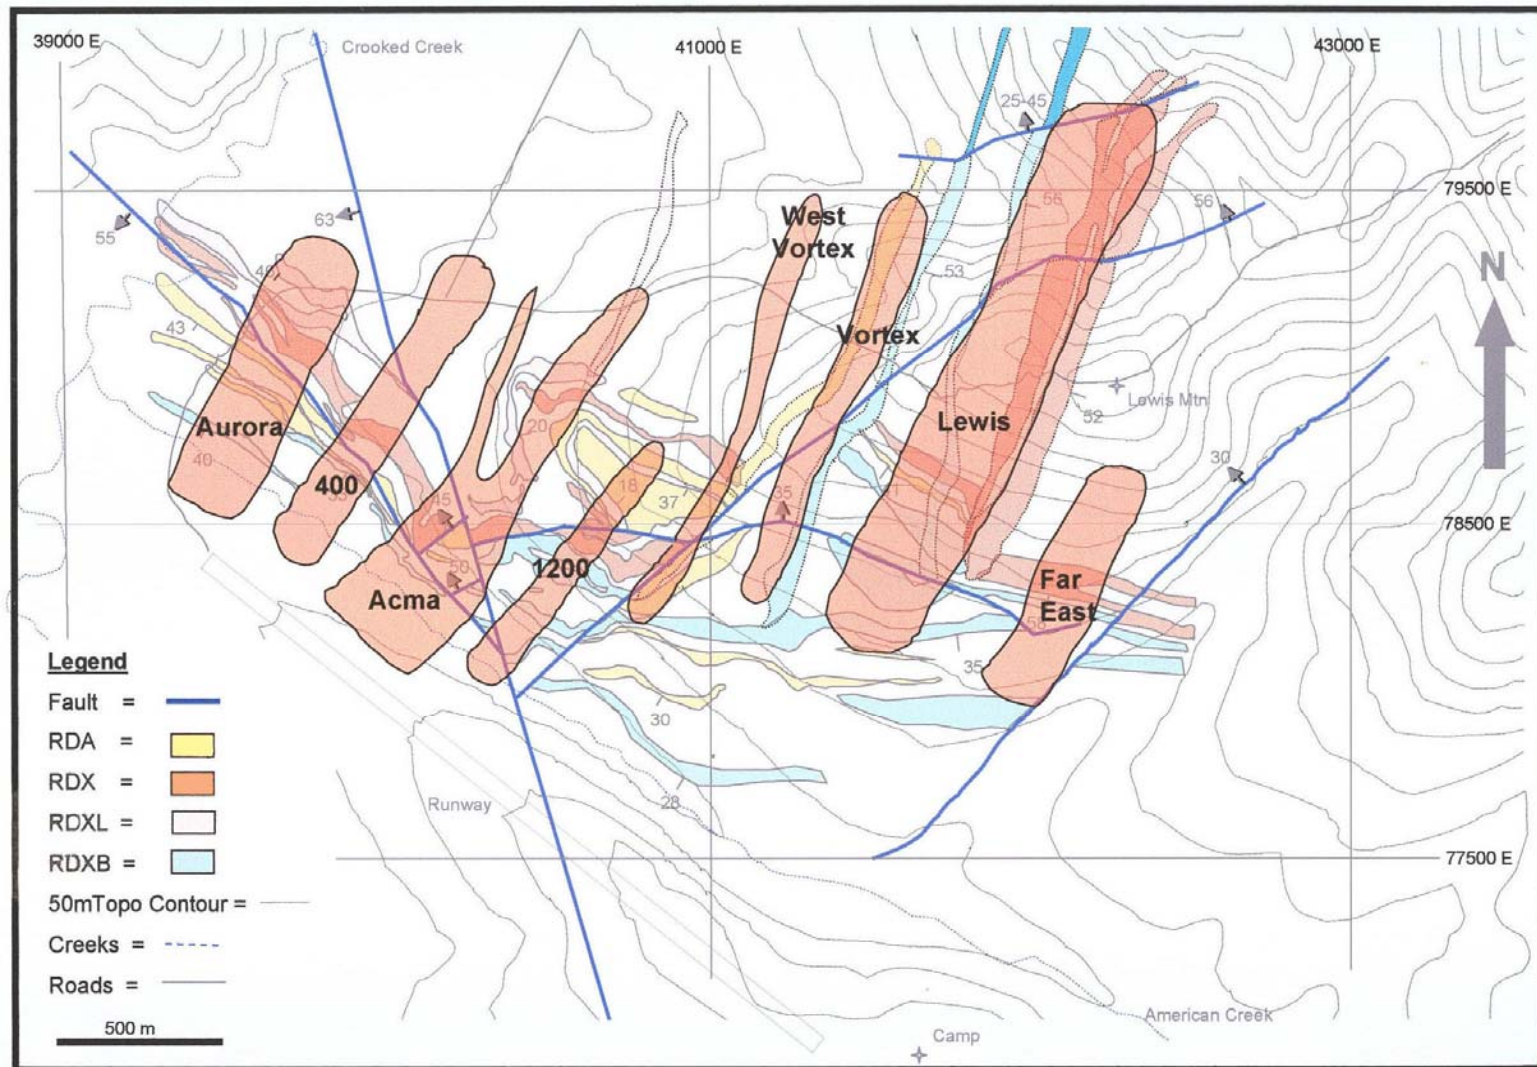 39000 E
Crooked Creek
41000 E
43000 E
25-45
79500 E
63
55
56
56
West
Vortex
53
N
40
43
Vortex
Lewis Mtn
52
Aurora
20
Lewis
40
400
18
37
35
30
45
78500 E
50
1200
Acma
Far
East
35
30
28
Runway
77500 E
Legend
Fault =
RDA =
RDX =
RDXL =
RDXB =
50mTopo Contour =
Creeks =
Roads =
500 m
American Creek
Camp